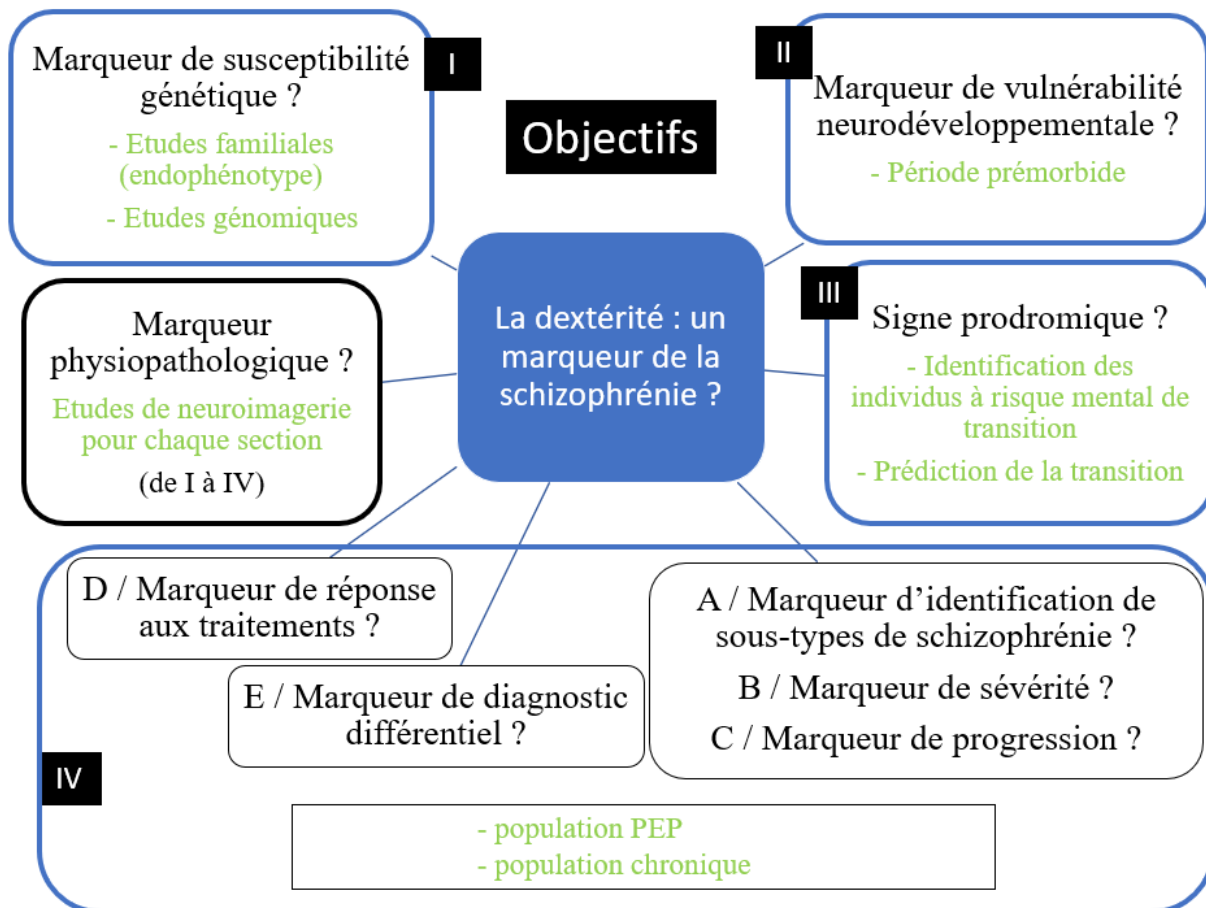 Marqueur de susceptibilité
génétique ?
- Etudes familiales
(endophénotype)
- Etudes génomiques
I
Objectifs
II
Marqueur de vulnérabilité
neurodéveloppementale ?
- Période prémorbide
Marqueur
physiopathologique ?
Etudes de neuroimagerie
pour chaque section
(de I à IV)
La dextérité : un
marqueur de la
schizophrénie ?
III
Signe prodromique ?
- Identification des
individus à risque mental de
transition
- Prédiction de la transition
D / Marqueur de réponse
aux traitements ?
E / Marqueur de diagnostic
différentiel ?
A / Marqueur d’identification de
sous-types de schizophrénie ?
B / Marqueur de sévérité ?
C / Marqueur de progression ?
IV
- population PEP
- population chronique